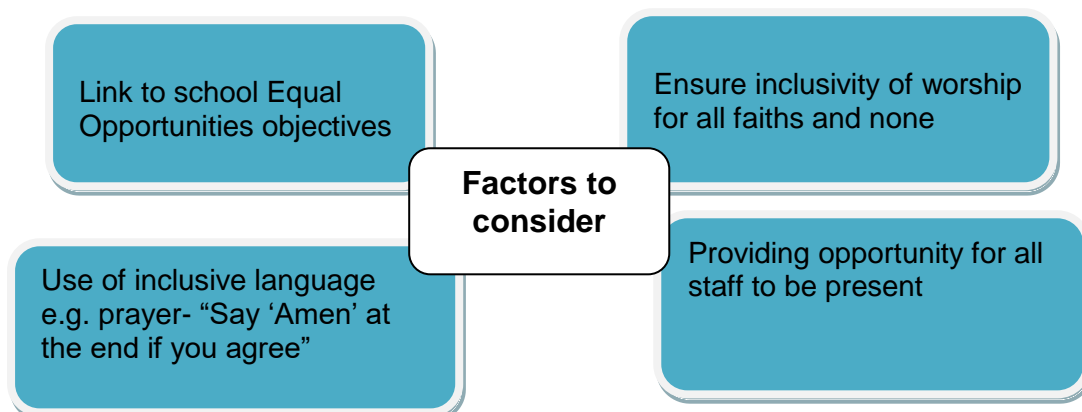 Link to school Equal
Opportunities objectives
Ensure inclusivity of worship
for all faiths and none
Factors to
consider
Use of inclusive language
e.g. prayer- “Say ‘Amen’ at
the end if you agree”
Providing opportunity for all
staff to be present